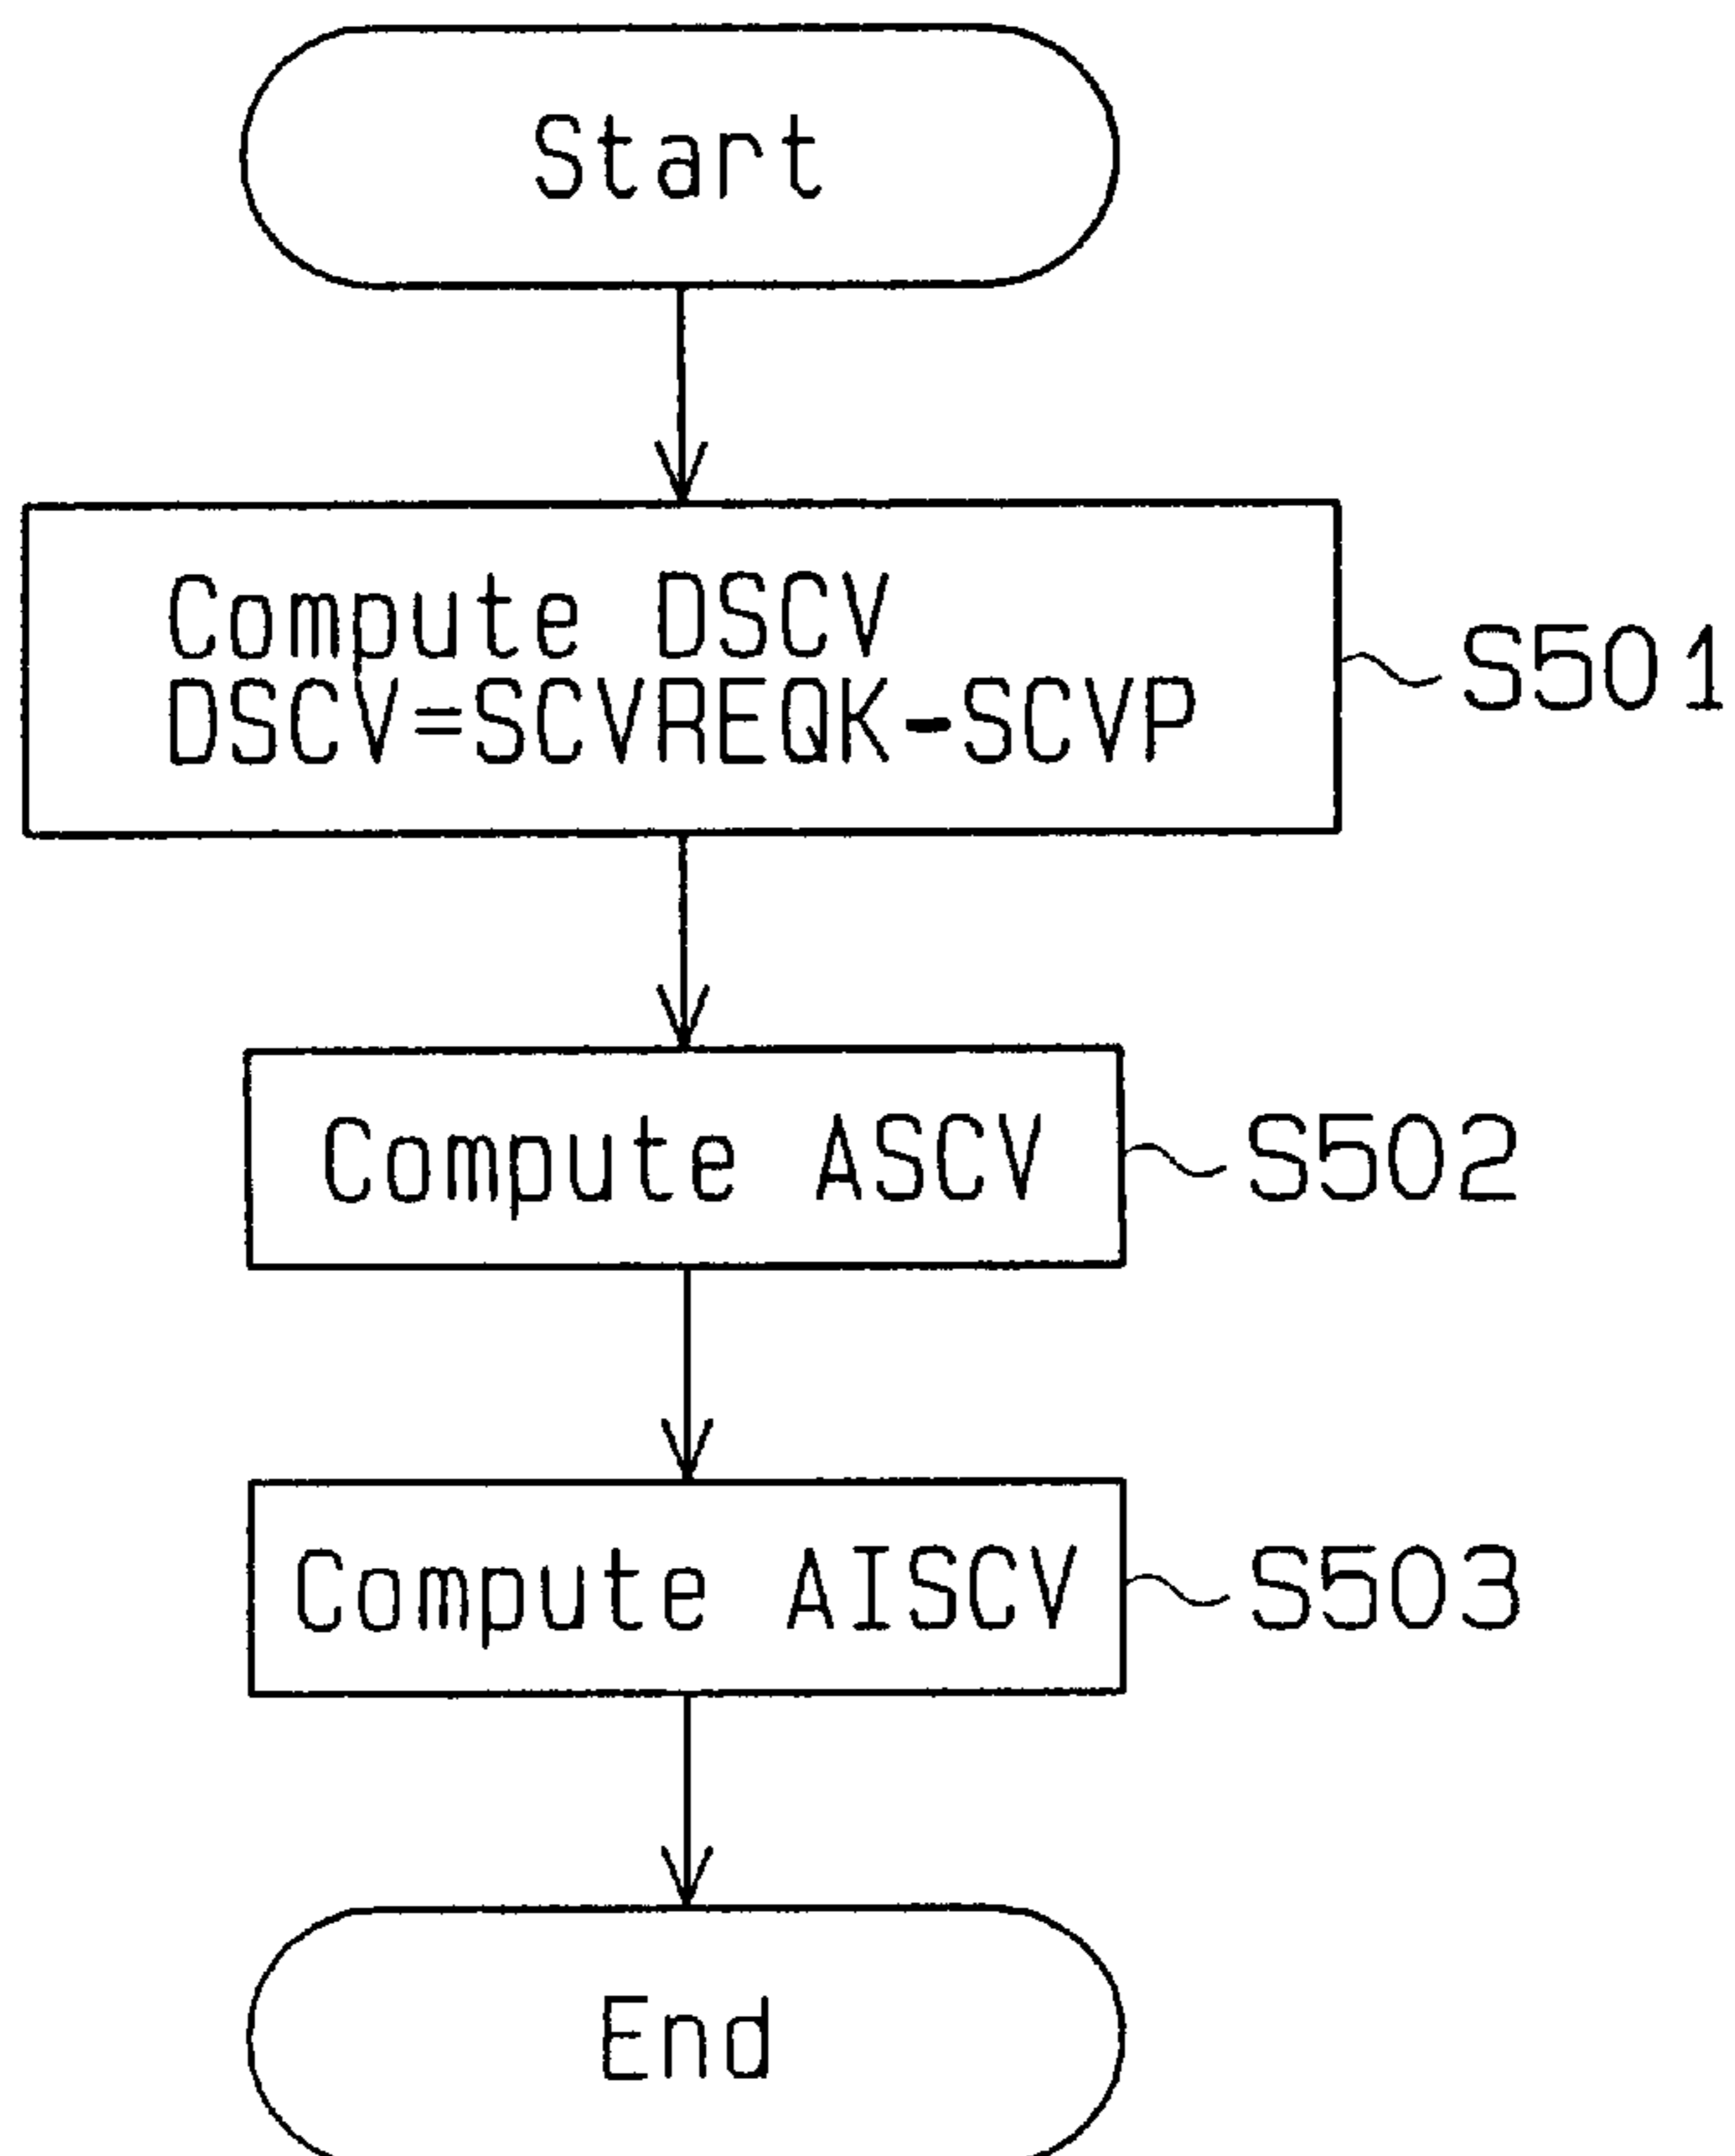 Start
Compute DSCV
DSCV=SCVREQK-SCVP
S501
Compute ASCV
S502
Compute AISCV
S503
End